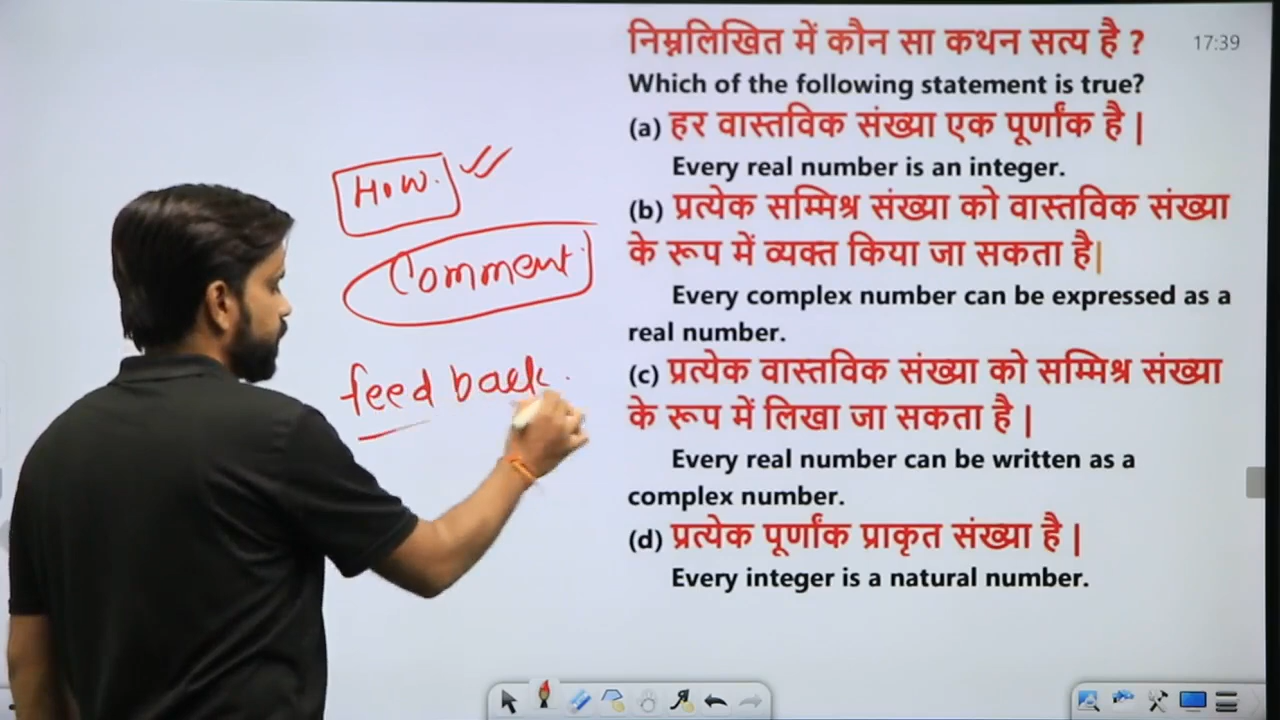 निम्नलिखित में कौन सा कथन सत्य है ?
17:39
Which of the following statement is true?
(a) हर वास्तविक संख्या एक पूर्णांक है |
Every real number is an integer.
(b) प्रत्येक सम्मिश्र संख्या को वास्तविक संख्या
के रूप में व्यक्त किया जा सकता है|
Every complex number can be expressed as a
real number.
(c) प्रत्येक वास्तविक संख्या को सम्मिश्र संख्या
के रूप में लिखा जा सकता है |
Every real number can be written as a
complex number.
(d) प्रत्येक पूर्णांक प्राकृत संख्या है |
Every integer is a natural number.
H.W.
Comment
feed back.